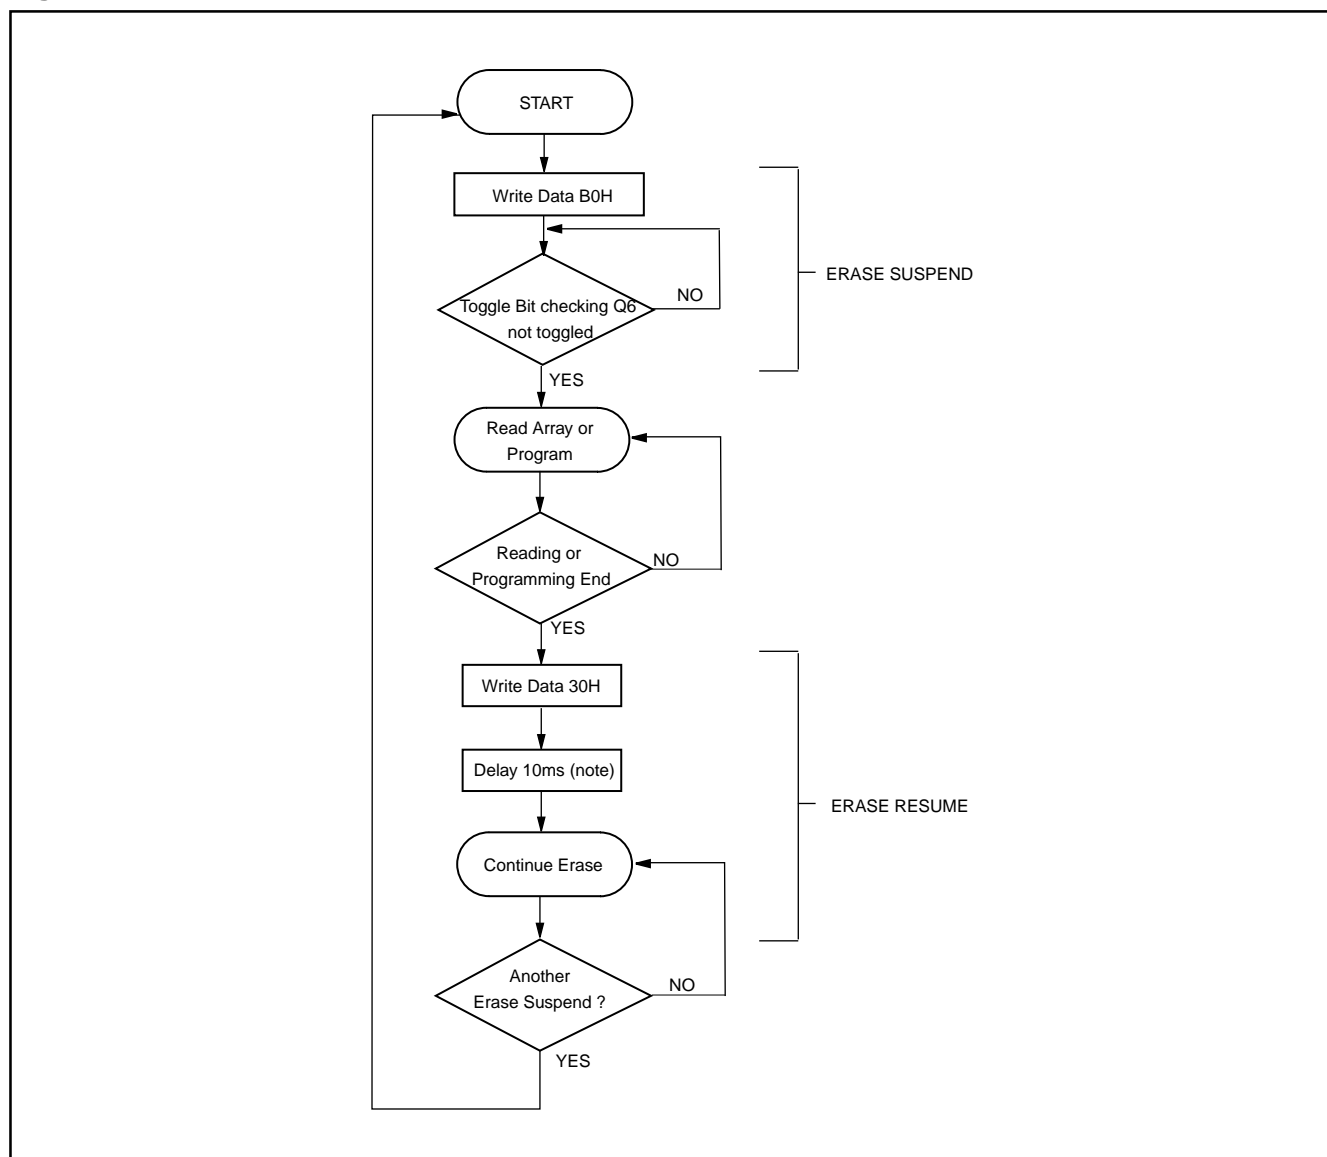 START
Write Data B0H
ERASE SUSPEND
Toggle Bit checking Q6
not toggled
NO
YES
Read Array or
Program
Reading or
Programming End
NO
YES
Write Data 30H
Delay 10ms (note)
ERASE RESUME
Continue Erase
Another
Erase Suspend ?
NO
YES